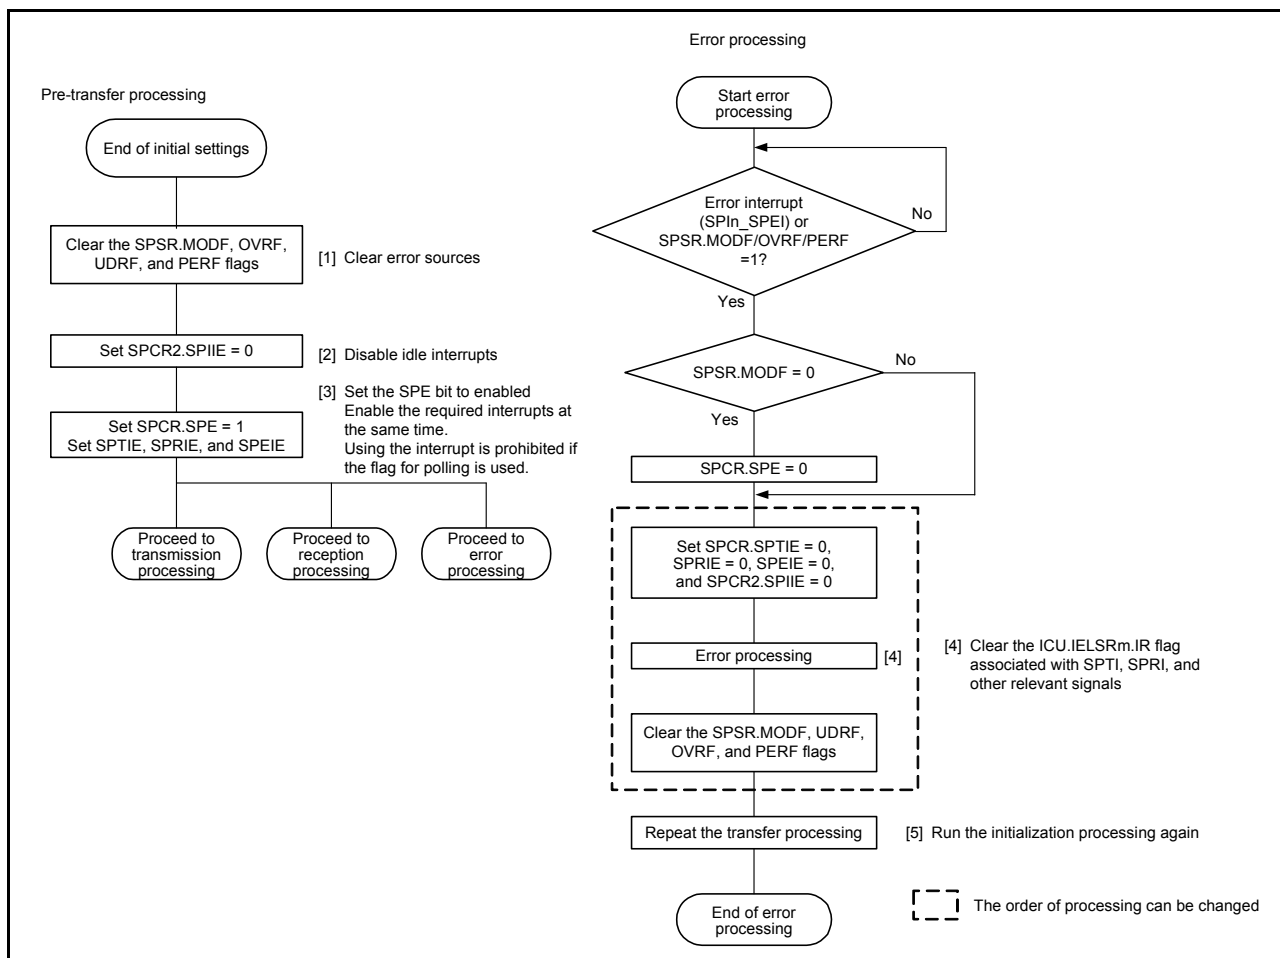 Pre-transfer processing
End of initial settings
Clear the SPSR.MODF, OVRF,
UDRF, and PERF flags
[1] Clear error sources
Set SPCR2.SPIIE = 0
[2] Disable idle interrupts
Set SPCR.SPE = 1
Set SPTIE, SPRIE, and SPEIE
[3] Set the SPE bit to enabled
Enable the required interrupts at
the same time.
Using the interrupt is prohibited if
the flag for polling is used.
Proceed to
transmission
processing
Proceed to
reception
processing
Proceed to
error
processing
Error processing
Start error
processing
Error interrupt
(SPIn_SPEI) or
SPSR.MODF/OVRF/PERF
=1?
No
Yes
SPSR.MODF = 0
No
Yes
SPCR.SPE = 0
Set SPCR.SPTIE = 0,
SPRIE = 0, SPEIE = 0,
and SPCR2.SPIIE = 0
Error processing
[4]
[4] Clear the ICU.IELSRm.IR flag
associated with SPTI, SPRI, and
other relevant signals
Clear the SPSR.MODF, UDRF,
OVRF, and PERF flags
Repeat the transfer processing
[5] Run the initialization processing again
End of error
processing
The order of processing can be changed